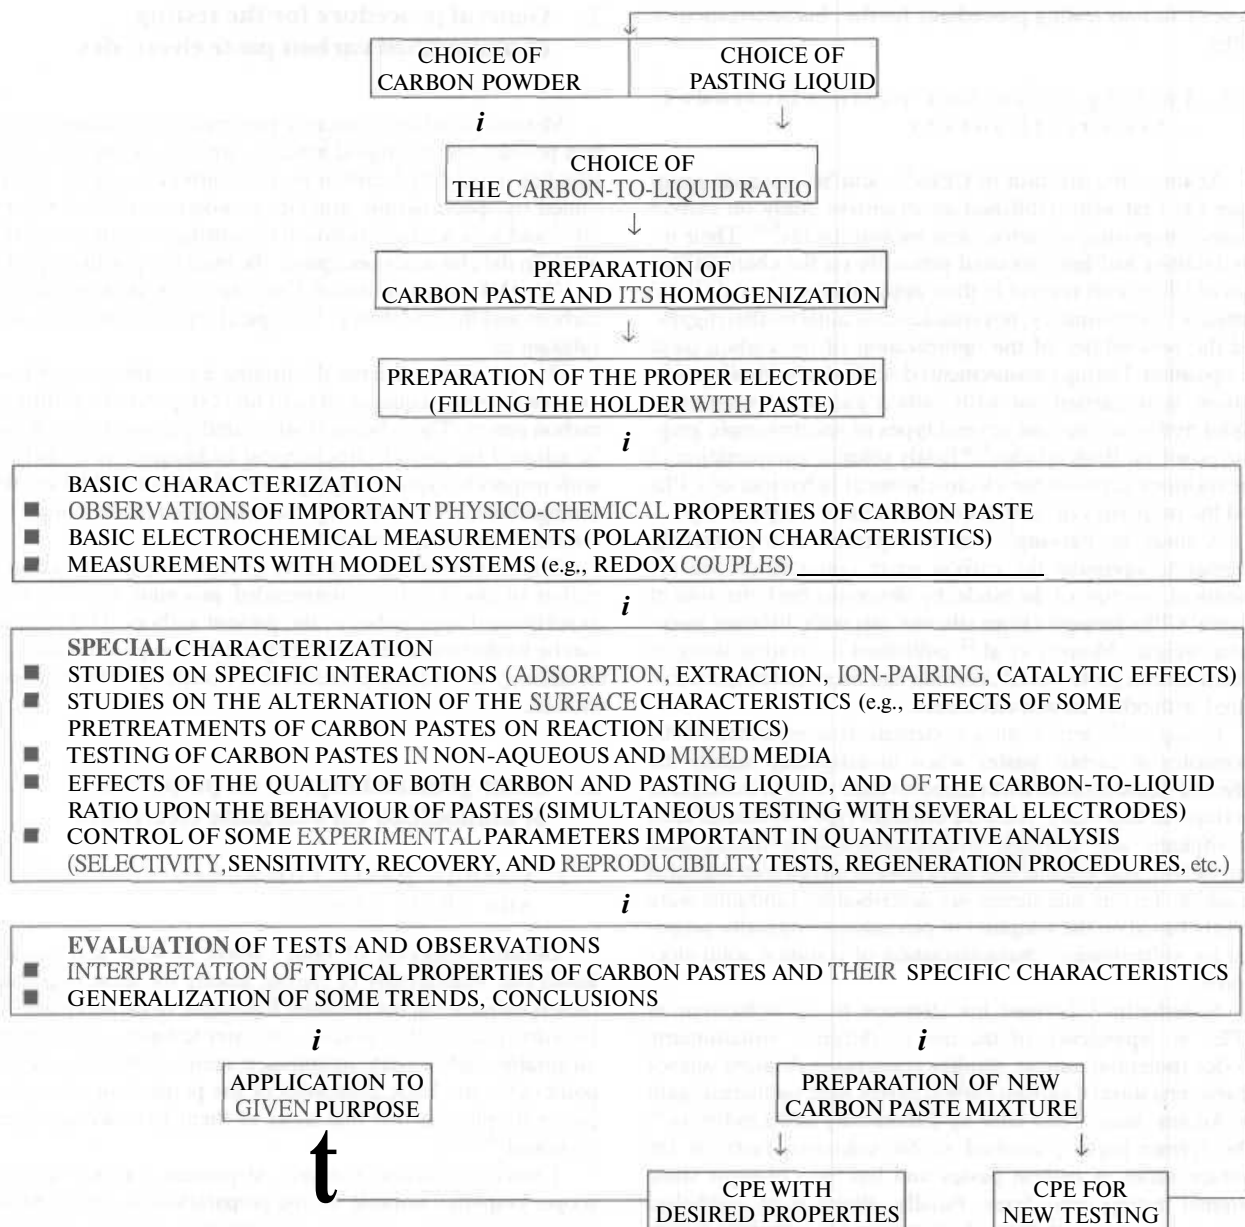 CHOICE OF
CARBON POWDER
CHOICE OF
PASTING LIQUID
i
CHOICE OF
THE CARBON-TO-LIQUIDRATIO
PREPARATION OF
CARBON PASTE AND ITS HOMOGENIZATION
PREPARATION OF THE PROPER ELECTRODE
(FILLING THE HOLDER WITH PASTE)
i
BASIC CHARACTERIZATION
■ OBSERVATIONS OF IMPORTANT PHYSICO-CHEMICAL PROPERTIES OF CARBON PASTE
■ BASIC ELECTROCHEMICAL MEASUREMENTS (POLARIZATION CHARACTERISTICS)
■ MEASUREMENTS WITH MODEL SYSTEMS (e.g., REDOX COUPLES)
i
SPECIAL CHARACTERIZATION
■ STUDIES ON SPECIFIC INTERACTIONS (ADSORPTION, EXTRACTION, ION-PAIRING, CATALYTIC EFFECTS)
■ STUDIES ON THE ALTERNATION OF THE SURFACE CHARACTERISTICS (e.g., EFFECTS OF SOME
PRETREATMENTS OF CARBON PASTES ON REACTION KINETICS)
■ TESTING OF CARBON PASTES IN NON-AQUEOUS AND MIXED MEDIA
■ EFFECTS OF THE QUALITY OF BOTH CARBON AND PASTING LIQUID, AND OF THE CARBON-TO-LIQUID
RATIO UPON THE BEHAVIOUR OF PASTES (SIMULTANEOUS TESTING WITH SEVERAL ELECTRODES)
■ CONTROL OF SOME EXPERIMENTAL PARAMETERS IMPORTANT IN QUANTITATIVE ANALYSIS
(SELECTIVITY, SENSITIVITY, RECOVERY, AND REPRODUCIBILITY TESTS, REGENERATION PROCEDURES, etc.)
i
EVALUATION OF TESTS AND OBSERVATIONS
■ INTERPRETATION OF TYPICAL PROPERTIES OF CARBON PASTES AND THEIR SPECIFIC CHARACTERISTICS
■ GENERALIZATION OF SOME TRENDS, CONCLUSIONS
i
i
APPLICATION TO
GIVEN PURPOSE
PREPARATION OF NEW
CARBON PASTE MIXTURE
t
CPE WITH
DESIRED PROPERTIES
CPE FOR
NEW TESTING